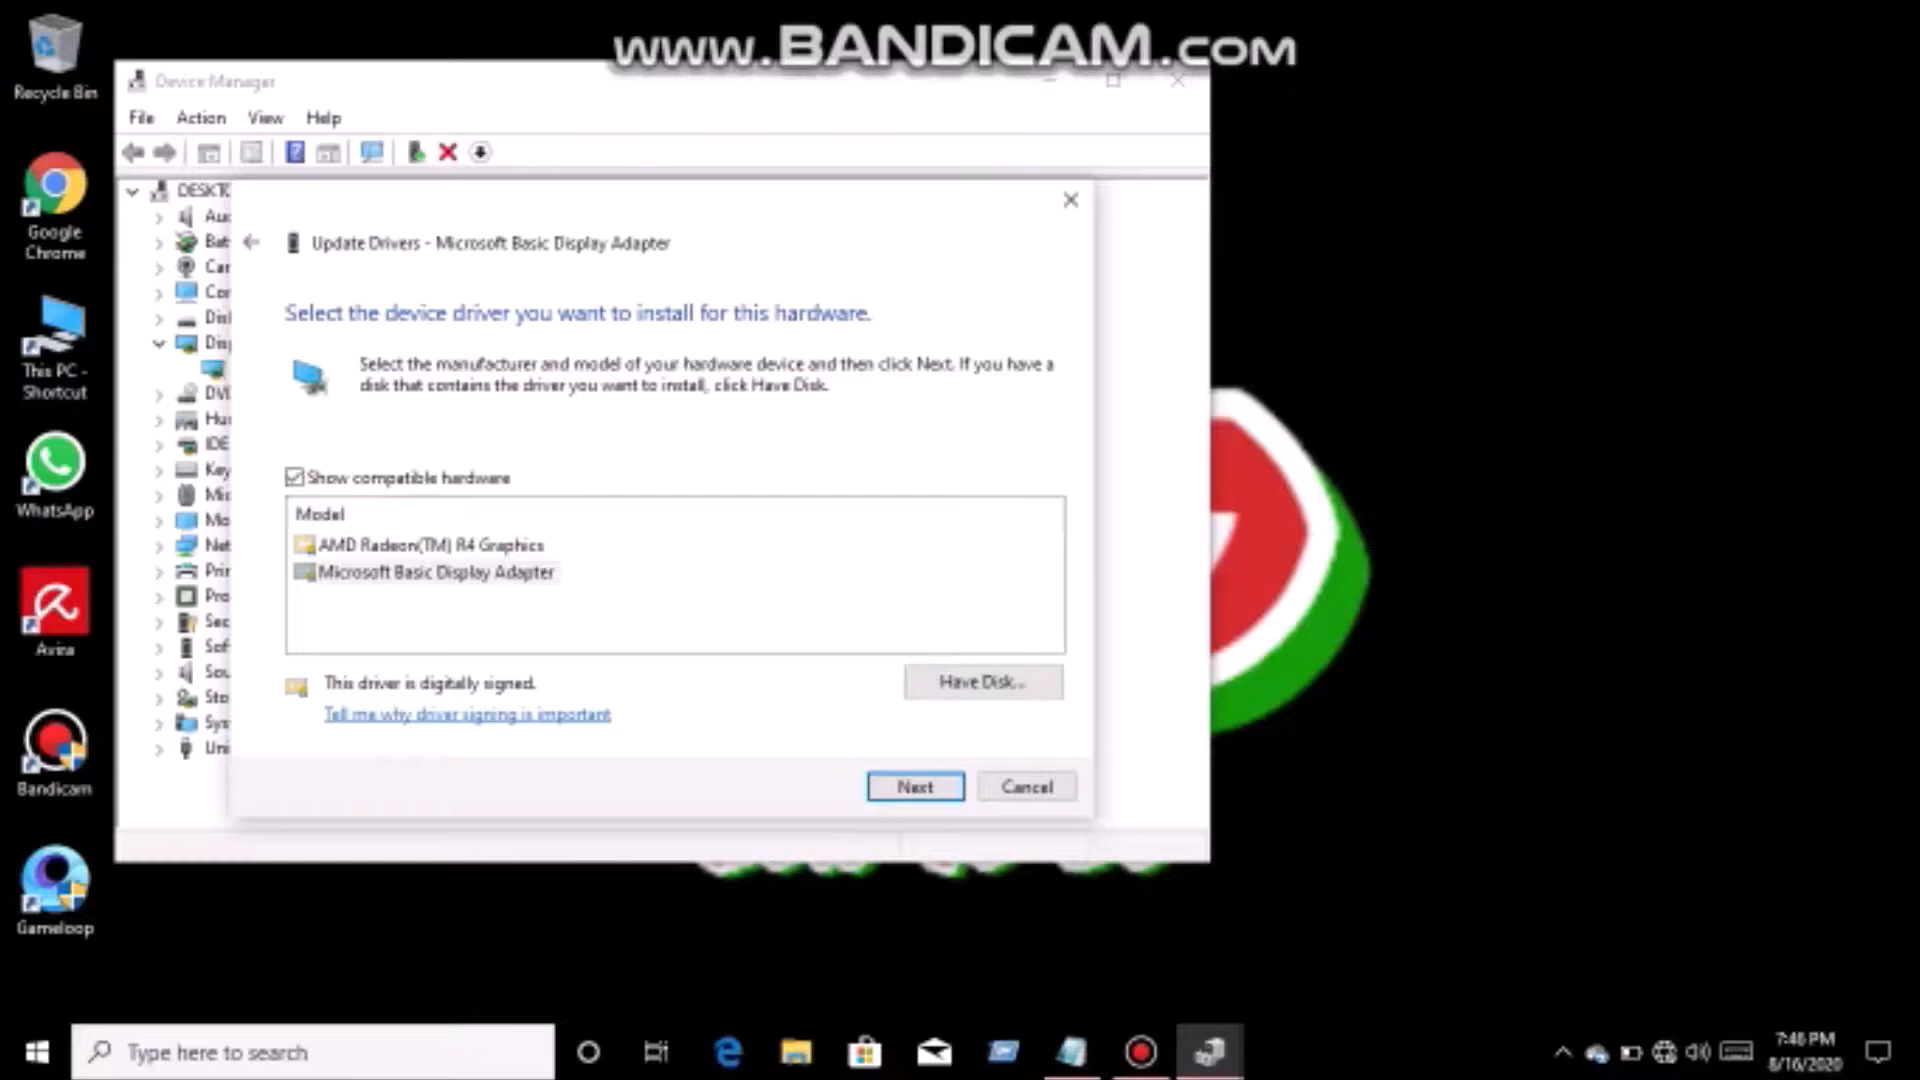 www.BANDICAM.com
Recycle Bin
Device Manager
File Action View Help
Google
Chrome
This PC -
Shortcut
WhatsApp
Avira
Bandicam
Gameloop
Update Drivers - Microsoft Basic Display Adapter
Select the device driver you want to install for this hardware.
Select the manufacturer and model of your hardware device and then click Next. If you have a
disk that contains the driver you want to install, click Have Disk.
Show compatible hardware
Model
AMD Radeon(TM) R4 Graphics
Microsoft Basic Display Adapter
This driver is digitally signed.
Have Disk...
Tell me why driver signing is important
Next Cancel
Type here to search
7:46 PM
8/16/2020